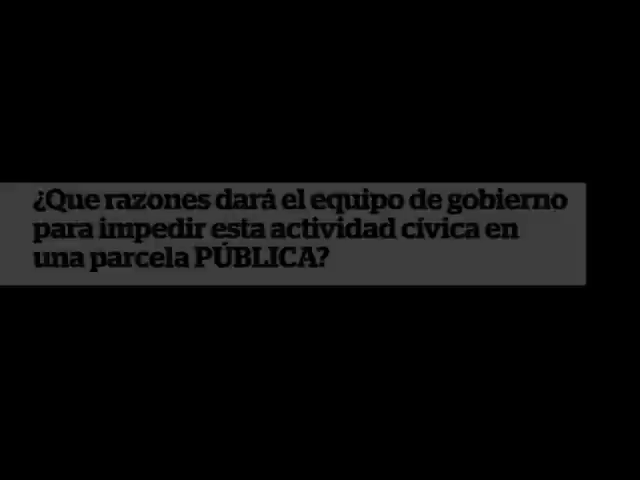 ¿Que razones dará el equipo de gobierno
para impedir esta actividad cívica en
una parcela PÚBLICA?